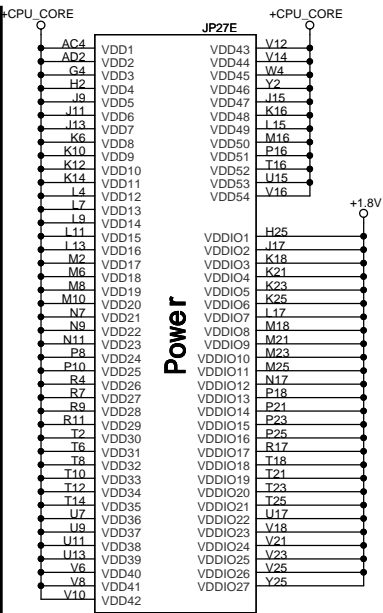 +CPU_CORE
+CPU_CORE
JP27E
AC4 VDD1
AD2 VDD2
G4 VDD3
H2 VDD4
J9 VDD5
J11 VDD6
J13 VDD7
K6 VDD8
K10 VDD9
K12 VDD10
K14 VDD11
L4 VDD12
L7 VDD13
L9 VDD14
L11 VDD15
L13 VDD16
M2 VDD17
M6 VDD18
M8 VDD19
M10 VDD20
N7 VDD21
N9 VDD22
N11 VDD23
P8 VDD24
P10 VDD25
R4 VDD26
R7 VDD27
R9 VDD28
R11 VDD29
T2 VDD30
T6 VDD31
T8 VDD32
T10 VDD33
T12 VDD34
T14 VDD35
U7 VDD36
U9 VDD37
U11 VDD38
U13 VDD39
V6 VDD40
V8 VDD41
V10 VDD42
Power
VDD43 V12
VDD44 V14
VDD45 W4
VDD46 Y2
VDD47 J15
VDD48 K16
VDD49 L15
VDD50 M16
VDD51 P16
VDD52 T16
VDD53 U15
VDD54 V16
+1.8V
VDDIO1 H25
VDDIO2 J17
VDDIO3 K18
VDDIO4 K21
VDDIO5 K23
VDDIO6 K25
VDDIO7 L17
VDDIO8 M18
VDDIO9 M21
VDDIO10 M23
VDDIO11 M25
VDDIO12 N17
VDDIO13 P18
VDDIO14 P21
VDDIO15 P23
VDDIO16 P25
VDDIO17 R17
VDDIO18 T18
VDDIO19 T21
VDDIO20 T23
VDDIO21 T25
VDDIO22 U17
VDDIO23 V18
VDDIO24 V21
VDDIO25 V23
VDDIO26 V25
VDDIO27 Y25